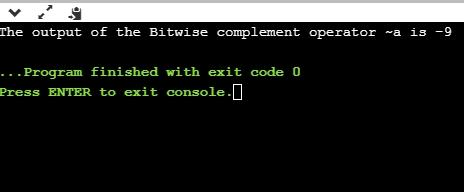 The output of the Bitwise complement operator ~a is -9
...Program finished with exit code 0
Press ENTER to exit console.